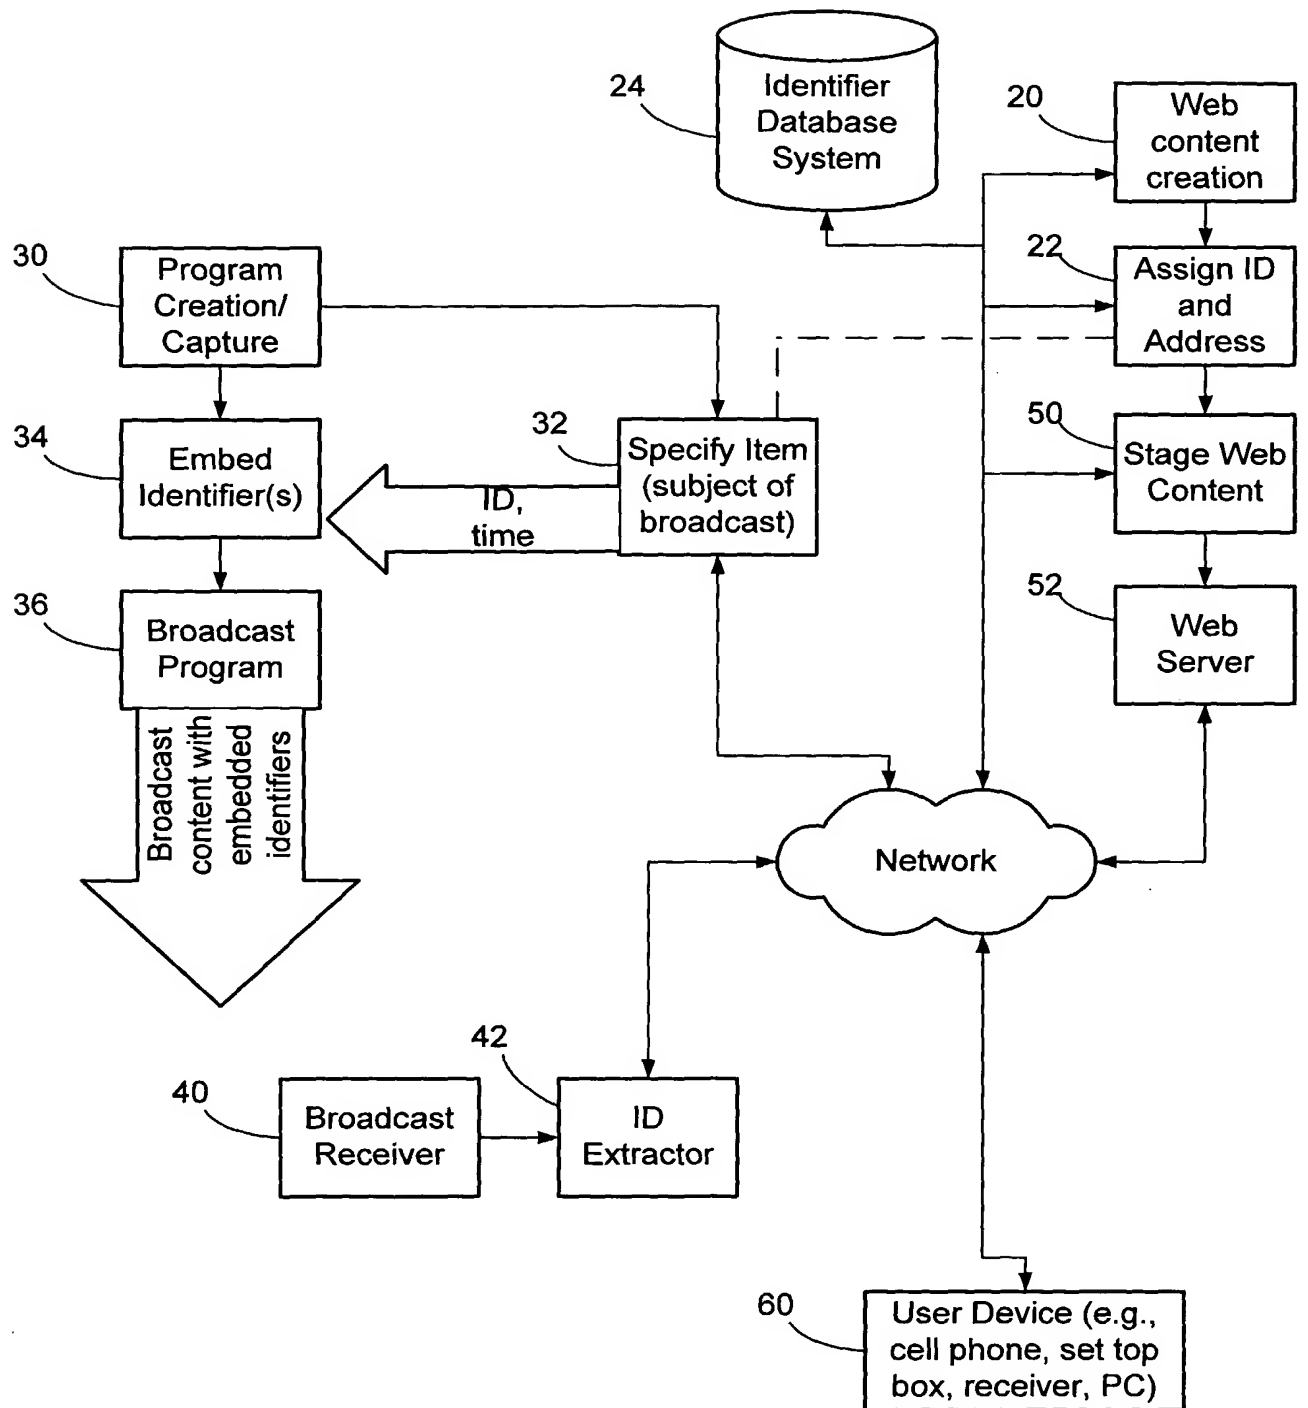 24
Identifier
Database
System
20
Web
content
creation
30
Program
Creation/
Capture
22
Assign ID
and
Address
34
Embed
Identifier(s)
ID,
time
32
Specify Item
(subject of
broadcast)
50
Stage Web
Content
36
Broadcast
Program
52
Web
Server
Broadcast
content with
embedded
identifiers
Network
40
Broadcast
Receiver
42
ID
Extractor
60
User Device (e.g.,
cell phone, set top
box, receiver, PC)